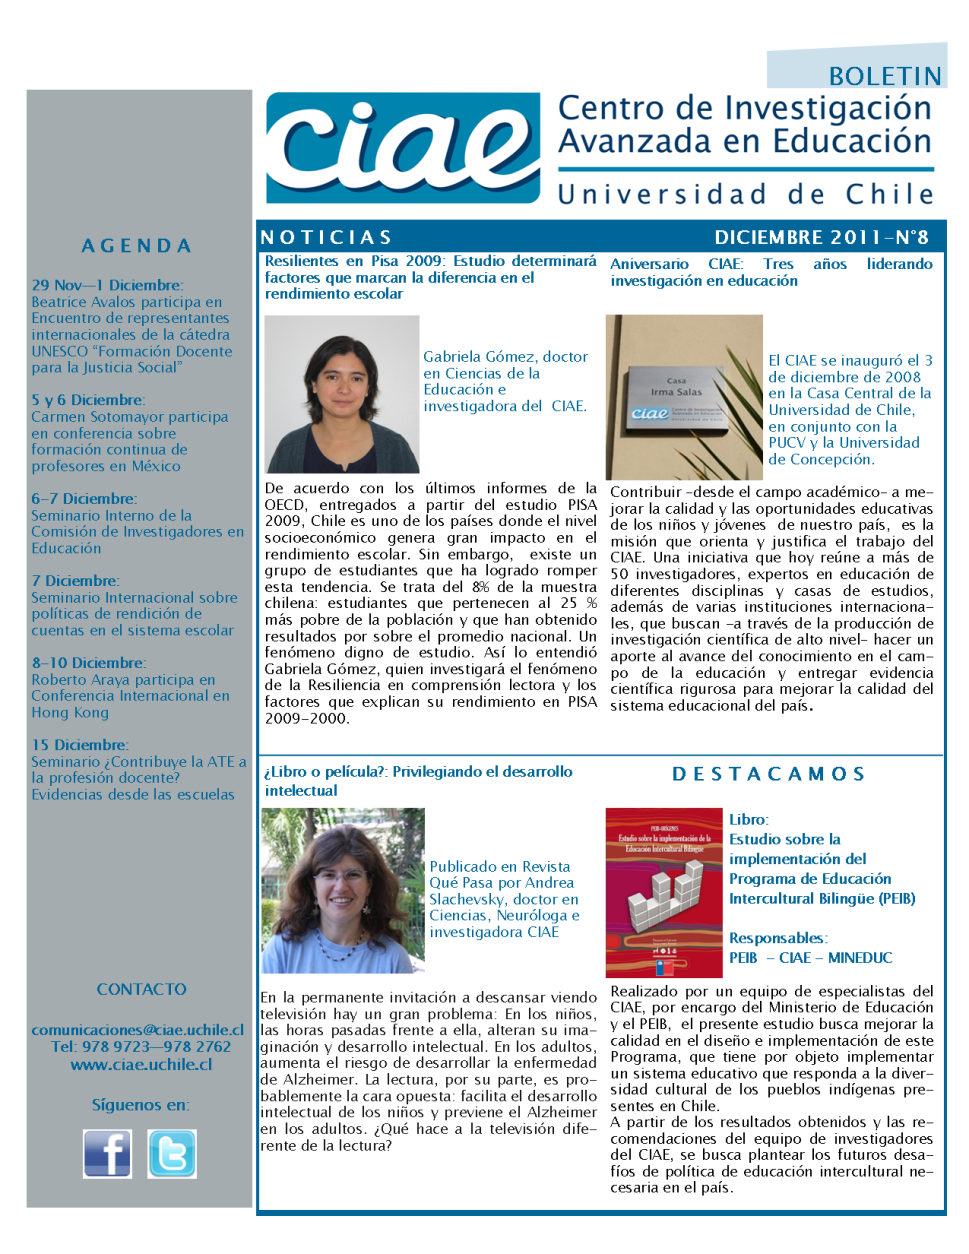 BOLETIN
ciae
Centro de Investigación
Avanzada en Educación
Universidad de Chile
AGENDA
29 Nov—1 Diciembre:
Beatrice Avalos participa en
Encuentro de representantes
internacionales de la cátedra
UNESCO “Formación Docente
para la Justicia Social”
5 y 6 Diciembre:
Carmen Sotomayor participa
en conferencia sobre
formación continua de
profesores en México
6-7 Diciembre:
Seminario Interno de la
Comisión de Investigadores en
Educación
7 Diciembre:
Seminario Internacional sobre
políticas de rendición de
cuentas en el sistema escolar
8-10 Diciembre:
Roberto Araya participa en
Conferencia Internacional en
Hong Kong
15 Diciembre:
Seminario ¿Contribuye la ATE a
la profesión docente?
Evidencias desde las escuelas
CONTACTO
comunicaciones@ciae.uchile.cl
Tel: 978 9723—978 2762
www.ciae.uchile.cl
Síguenos en:
NOTICIAS
DICIEMBRE 2011-N°8
Resilientes en Pisa 2009: Estudio determinará
factores que marcan la diferencia en el
rendimiento escolar
Gabriela Gómez, doctor
en Ciencias de la
Educación e
investigadora del CIAE.
De acuerdo con los últimos informes de la
OECD, entregados a partir del estudio PISA
2009, Chile es uno de los países donde el nivel
socioeconómico genera gran impacto en el
rendimiento escolar. Sin embargo, existe un
grupo de estudiantes que ha logrado romper
esta tendencia. Se trata del 8% de la muestra
chilena: estudiantes que pertenecen al 25 %
más pobre de la población y que han obtenido
resultados por sobre el promedio nacional. Un
fenómeno digno de estudio. Así lo entendió
Gabriela Gómez, quien investigará el fenómeno
de la Resiliencia en comprensión lectora y los
factores que explican su rendimiento en PISA
2009-2000.
Aniversario CIAE: Tres años liderando
investigación en educación
Casa
Irma Salas
ciae
Centro de Investigación
Avanzada en Educación
Universidad de Chile
El CIAE se inauguró el 3
de diciembre de 2008
en la Casa Central de la
Universidad de Chile,
en conjunto con la
PUCV y la Universidad
de Concepción.
Contribuir -desde el campo académico- a me-
jorar la calidad y las oportunidades educativas
de los niños y jóvenes de nuestro país, es la
misión que orienta y justifica el trabajo del
CIAE. Una iniciativa que hoy reúne a más de
50 investigadores, expertos en educación de
diferentes disciplinas y casas de estudios,
además de varias instituciones internaciona-
les, que buscan -a través de la producción de
investigación científica de alto nivel- hacer un
aporte al avance del conocimiento en el cam-
po de la educación y entregar evidencia
científica rigurosa para mejorar la calidad del
sistema educacional del país.
¿Libro o película?: Privilegiando el desarrollo
intelectual
Publicado en Revista
Qué Pasa por Andrea
Slachevsky, doctor en
Ciencias, Neuróloga e
investigadora CIAE
En la permanente invitación a descansar viendo
televisión hay un gran problema: En los niños,
las horas pasadas frente a ella, alteran su ima-
ginación y desarrollo intelectual. En los adultos,
aumenta el riesgo de desarrollar la enfermedad
de Alzheimer. La lectura, por su parte, es pro-
bablemente la cara opuesta: facilita el desarrollo
intelectual de los niños y previene el Alzheimer
en los adultos. ¿Qué hace a la televisión dife-
rente de la lectura?
DESTACAMOS
PEIB-ORÍGENES
Estudio sobre la implementación de la
Educación Intercultural Bilingüe
Libro:
Estudio sobre la
implementación del
Programa de Educación
Intercultural Bilingüe (PEIB)
Responsables:
PEIB - CIAE - MINEDUC
Realizado por un equipo de especialistas del
CIAE, por encargo del Ministerio de Educación
y el PEIB, el presente estudio busca mejorar la
calidad en el diseño e implementación de este
Programa, que tiene por objeto implementar
un sistema educativo que responda a la diver-
sidad cultural de los pueblos indígenas pre-
sentes en Chile.
A partir de los resultados obtenidos y las re-
comendaciones del equipo de investigadores
del CIAE, se busca plantear los futuros desa-
fíos de política de educación intercultural ne-
cesaria en el país.